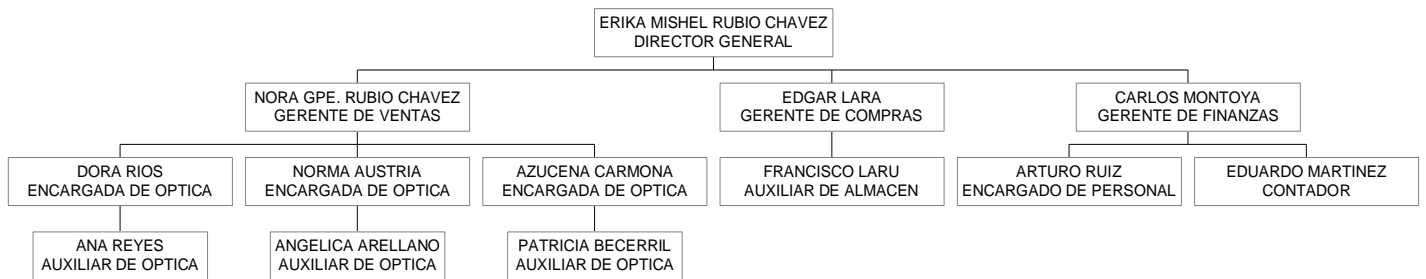 ERIKA MISHEL RUBIO CHAVEZ
DIRECTOR GENERAL
NORA GPE. RUBIO CHAVEZ
GERENTE DE VENTAS
EDGAR LARA
GERENTE DE COMPRAS
CARLOS MONTOYA
GERENTE DE FINANZAS
DORA RIOS
ENCARGADA DE OPTICA
NORMA AUSTRIA
ENCARGADA DE OPTICA
AZUCENA CARMONA
ENCARGADA DE OPTICA
FRANCISCO LARU
AUXILIAR DE ALMACEN
ARTURO RUIZ
ENCARGADO DE PERSONAL
EDUARDO MARTINEZ
CONTADOR
ANA REYES
AUXILIAR DE OPTICA
ANGELICA ARELLANO
AUXILIAR DE OPTICA
PATRICIA BECERRIL
AUXILIAR DE OPTICA